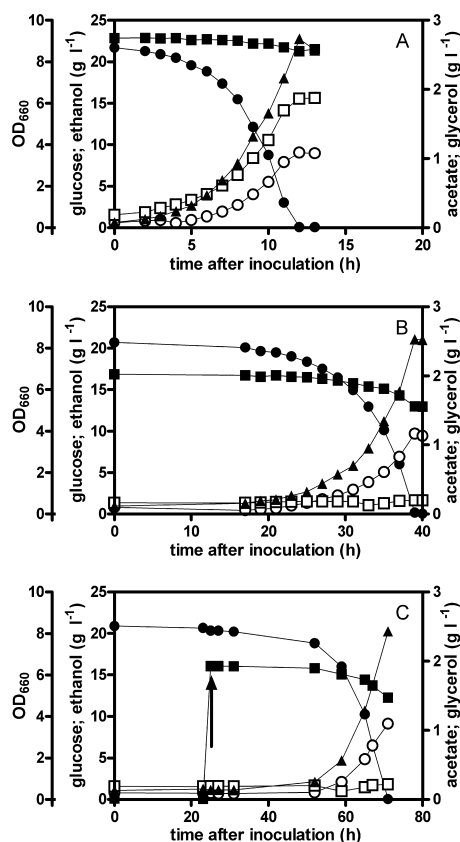 A
OD660
glucose; ethanol (g l -1)
acetate; glycerol (g l -1)
10
8
6
4
2
0
25
20
15
10
5
0
3
2
1
0
0 5 10 15 20
time after inoculation (h)
B
OD660
glucose; ethanol (g l -1)
acetate; glycerol (g l -1)
10
8
6
4
2
0
25
20
15
10
5
0
3
2
1
0
0 10 20 30 40
time after inoculation (h)
C
OD660
glucose; ethanol (g l -1)
acetate; glycerol (g l -1)
10
8
6
4
2
0
25
20
15
10
5
0
3
2
1
0
0 20 40 60 80
time after inoculation (h)